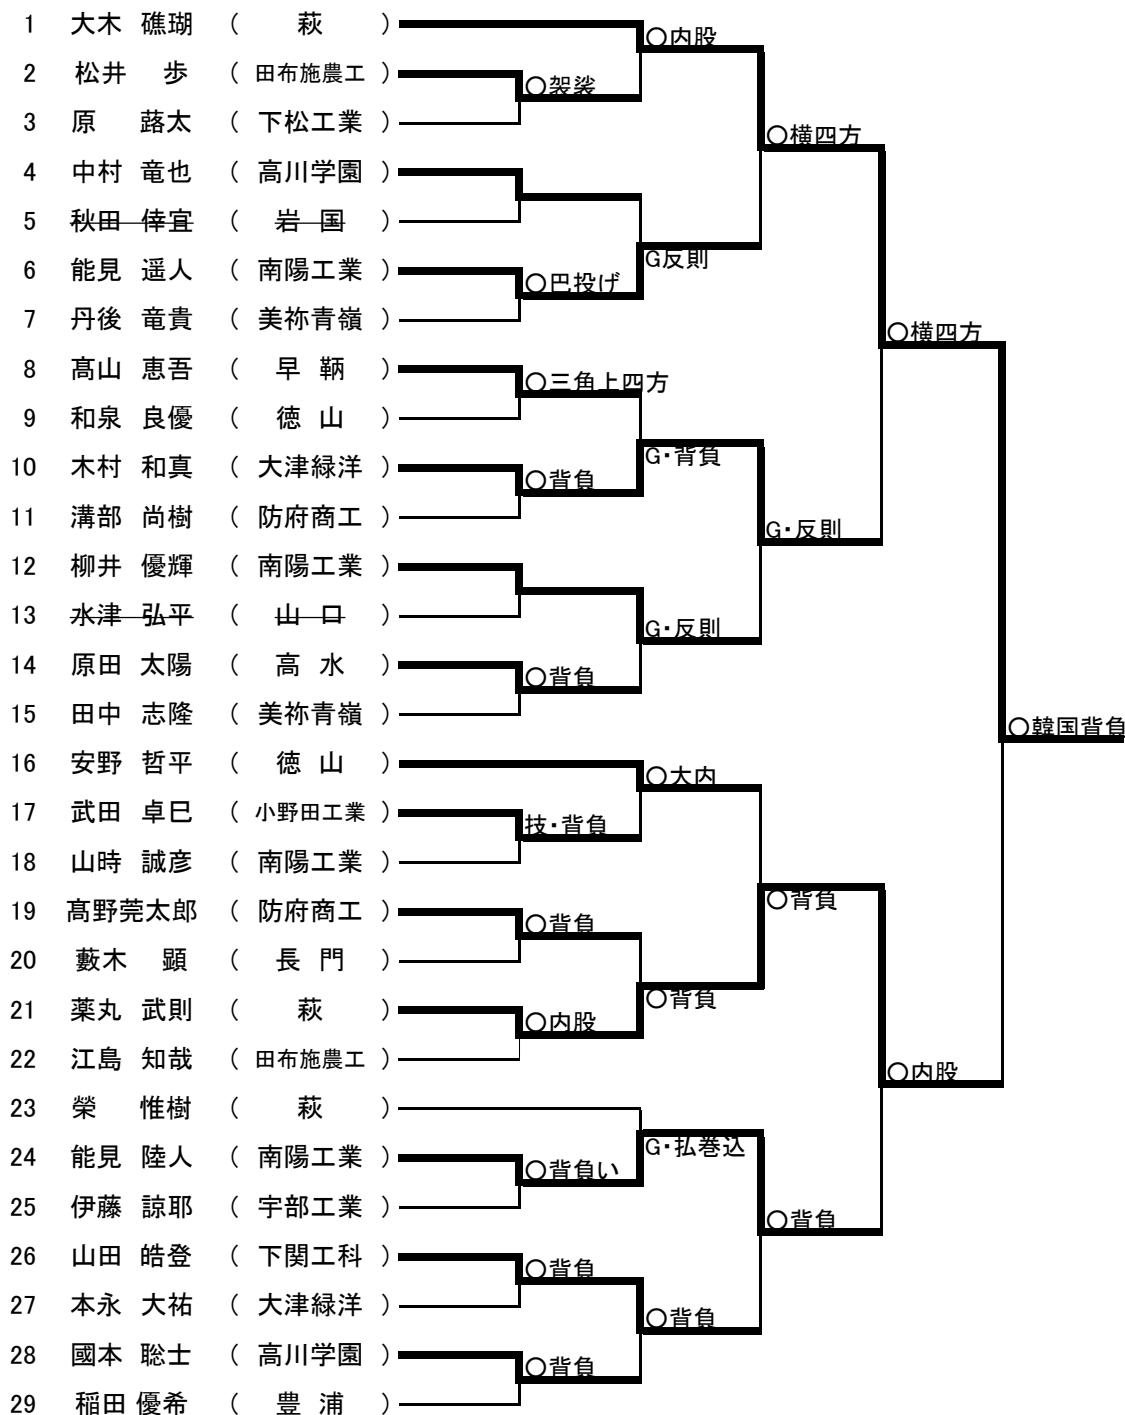 1 大木 礁瑚 ( 萩 )
○内股
2 松井 歩 ( 田布施農工 )
○袈裟
3 原 蕗太 ( 下松工業 )
○横四方
4 中村 竜也 ( 高川学園 )
5 秋田 倖宜 ( 岩国 )
G反則
6 能見 遥人 ( 南陽工業 )
○巴投げ
7 丹後 竜貴 ( 美祢青嶺 )
○横四方
8 髙山 恵吾 ( 早鞆 )
○三角上四方
9 和泉 良優 ( 徳山 )
G・背負
10 木村 和真 ( 大津緑洋 )
○背負
11 溝部 尚樹 ( 防府商工 )
G・反則
12 柳井 優輝 ( 南陽工業 )
13 水津 弘平 ( 山口 )
G・反則
14 原田 太陽 ( 高水 )
○背負
15 田中 志隆 ( 美祢青嶺 )
○韓国背負
16 安野 哲平 ( 徳山 )
○大内
17 武田 卓巳 ( 小野田工業 )
技・背負
18 山時 誠彦 ( 南陽工業 )
○背負
19 髙野莞太郎 ( 防府商工 )
○背負
20 藪木 顕 ( 長門 )
○背負
21 薬丸 武則 ( 萩 )
○内股
22 江島 知哉 ( 田布施農工 )
○内股
23 榮 惟樹 ( 萩 )
G・払巻込
24 能見 陸人 ( 南陽工業 )
○背負い
25 伊藤 諒耶 ( 宇部工業 )
○背負
26 山田 皓登 ( 下関工科 )
○背負
27 本永 大祐 ( 大津緑洋 )
○背負
28 國本 聡士 ( 高川学園 )
○背負
29 稲田 優希 ( 豊浦 )